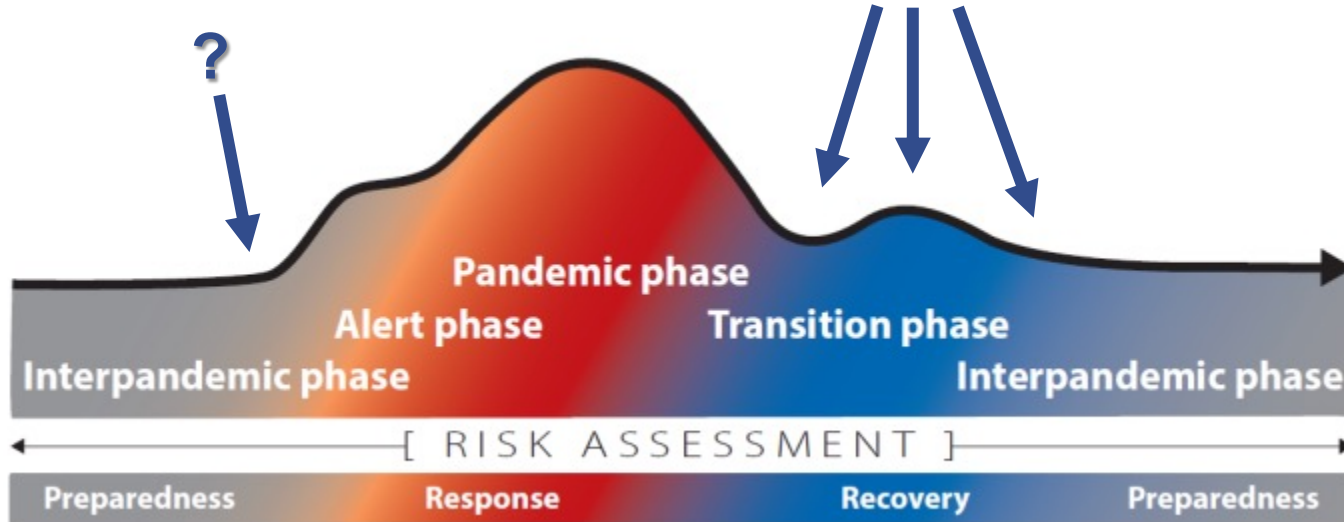 ?
Pandemic phase
Alert phase
Transition phase
Interpandemic phase
Interpandemic phase
[ RISK ASSESSMENT ]
Preparedness
Response
Recovery
Preparedness